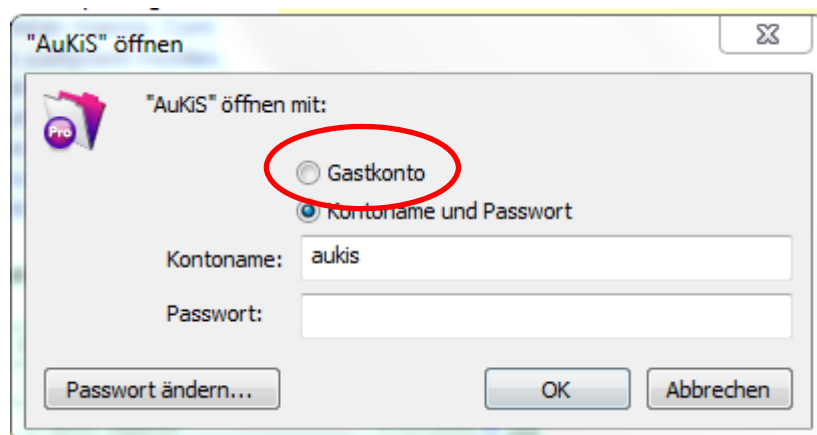 "AuKiS" öffnen
"AuKiS" öffnen mit:
Pro
Gastkonto
Kontoname und Passwort
Kontoname: aukis
Passwort:
Passwort ändern... OK Abbrechen